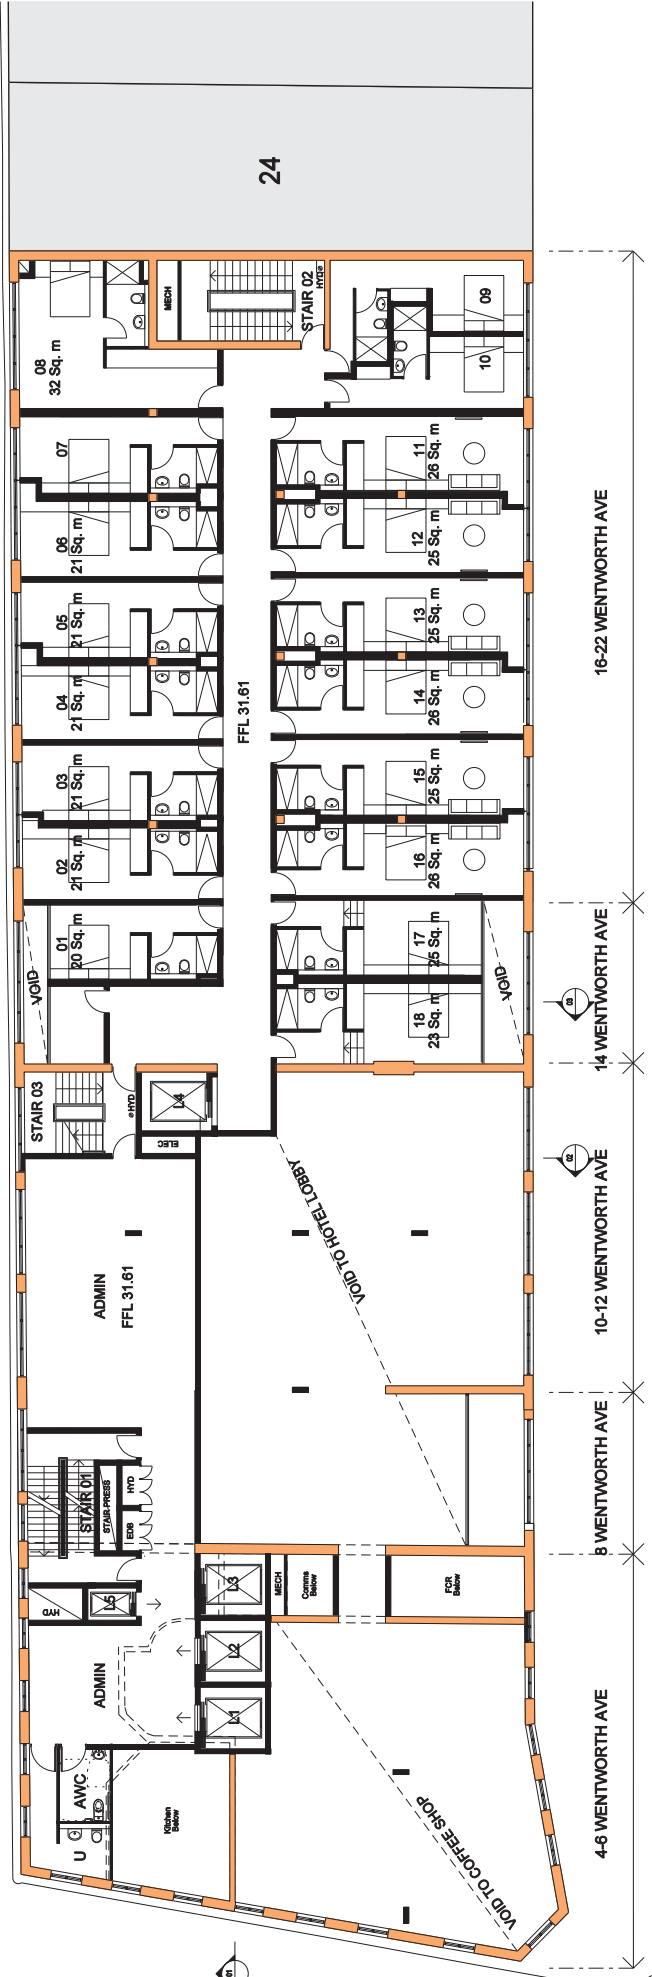 24
MECH
STAIR 02
HYD
08
32 Sq. m
09
10
07
11
26 Sq. m
06
21 Sq. m
12
25 Sq. m
16-22 WENTWORTH AVE
05
21 Sq. m
13
25 Sq. m
04
21 Sq. m
14
26 Sq. m
FFL 31.61
03
21 Sq. m
15
25 Sq. m
02
21 Sq. m
16
26 Sq. m
01
20 Sq. m
17
25 Sq. m
VOID
VOID
18
23 Sq. m
14 WENTWORTH AVE
03
STAIR 03
HYD
L4
ELEC
02
VOID TO HOTEL LOBBY
10-12 WENTWORTH AVE
ADMIN
FFL 31.61
8 WENTWORTH AVE
STAIR 01
STAIR-PRESS
HYD
EDB
HYD
L5
L3
MECH
Comms
Below
FCR
Below
L2
ADMIN
L1
4-6 WENTWORTH AVE
AWC
U
Kitchen
Below
VOID TO COFFEE SHOP
01